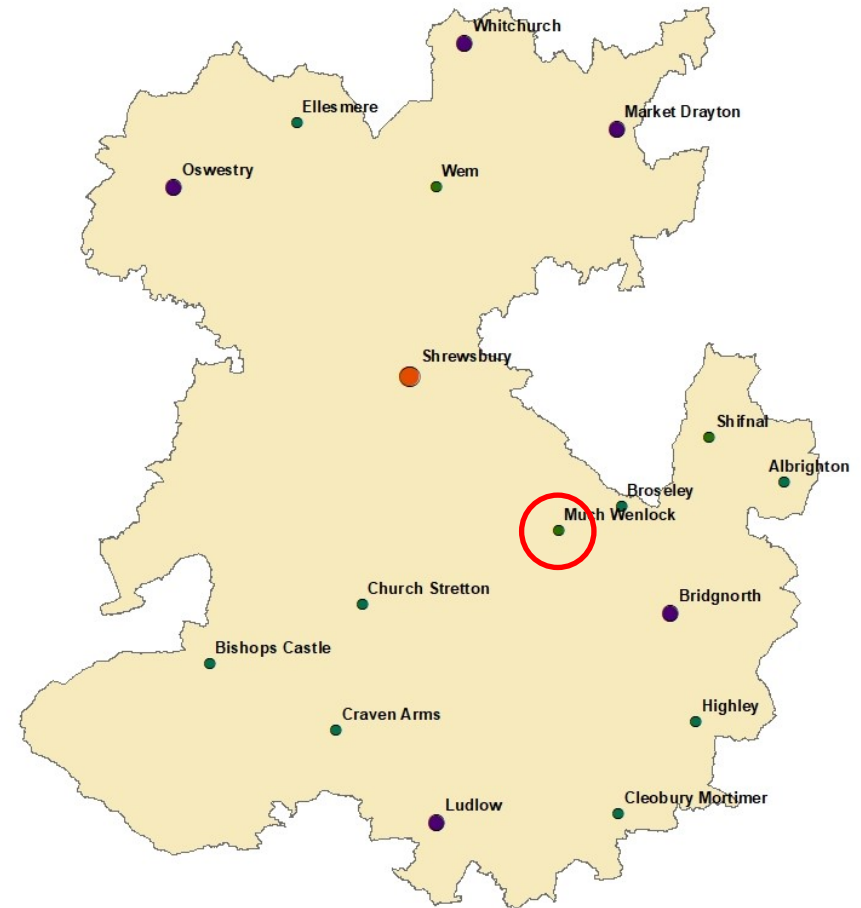 Whitchurch
Ellesmere
Market Drayton
Oswestry
Wem
Shrewsbury
Shifnal
Albrighton
Broseley
Much Wenlock
Church Stretton
Bridgnorth
Bishops Castle
Highley
Craven Arms
Cleobury Mortimer
Ludlow